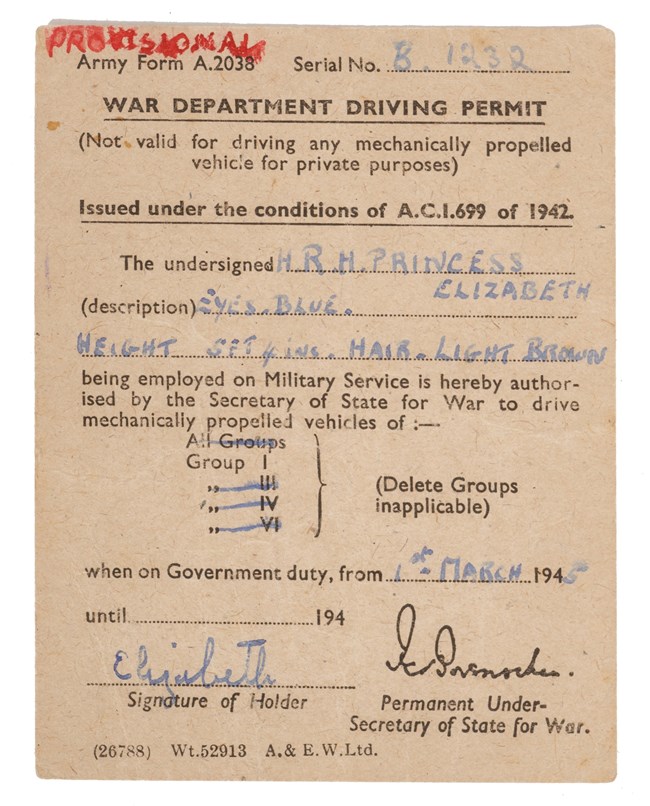 PROVISIONAL
Army Form A.2038 Serial No. B. 1232
WAR DEPARTMENT DRIVING PERMIT
(Not valid for driving any mechanically propelled
vehicle for private purposes)
Issued under the conditions of A.C.I.699 of 1942.
The undersigned H.R.H. PRINCESS
ELIZABETH
(description) EYES. BLUE.
HEIGHT 5FT 4 ins. HAIR. LIGHT BROWN
being employed on Military Service is hereby author-
ised by the Secretary of State for War to drive
mechanically propelled vehicles of :—
All Groups
Group I
„ III
„ IV
„ VI
(Delete Groups
inapplicable)
when on Government duty, from 1st MARCH 1945
until 194
Elizabeth
Signature of Holder
Permanent Under-
Secretary of State for War.
(26788) Wt.52913 A. & E.W.Ltd.